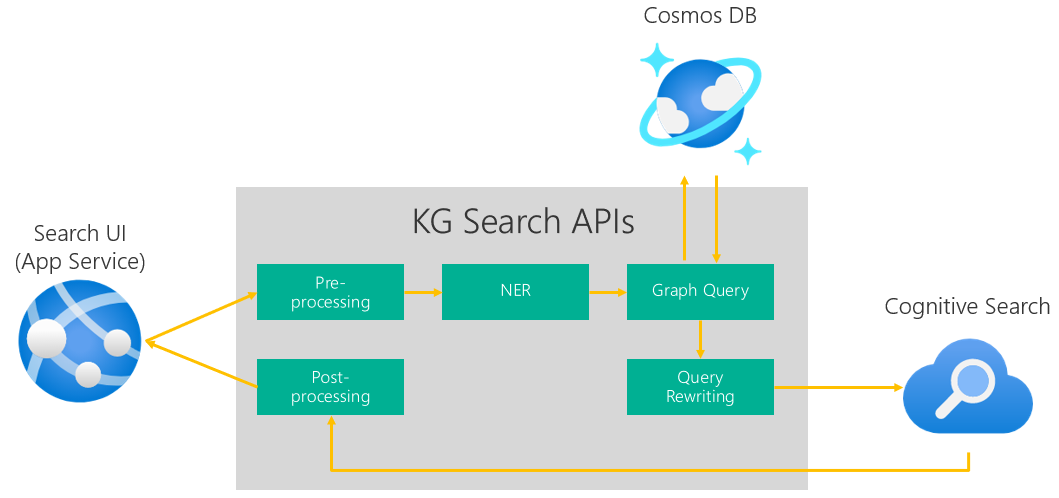 Cosmos DB
KG Search APIs
Search UI
(App Service)
Pre-
processing
NER
Graph Query
Cognitive Search
Post-
processing
Query
Rewriting